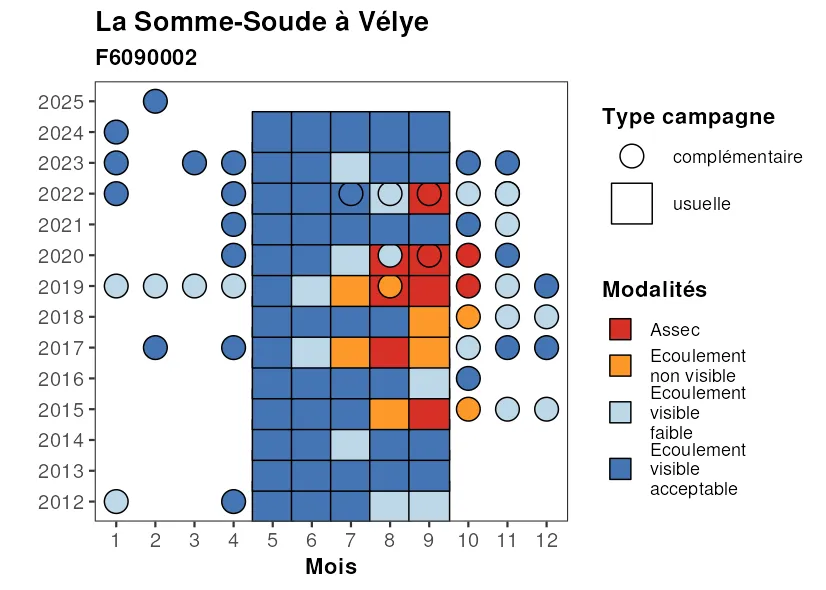 La Somme-Soude à Vélye
F6090002
2025
2024
2023
2022
2021
2020
2019
2018
2017
2016
2015
2014
2013
2012
1 2 3 4 5 6 7 8 9 10 11 12
Mois
Type campagne
complémentaire
usuelle
Modalités
Assec
Ecoulement
non visible
Ecoulement
visible
faible
Ecoulement
visible
acceptable